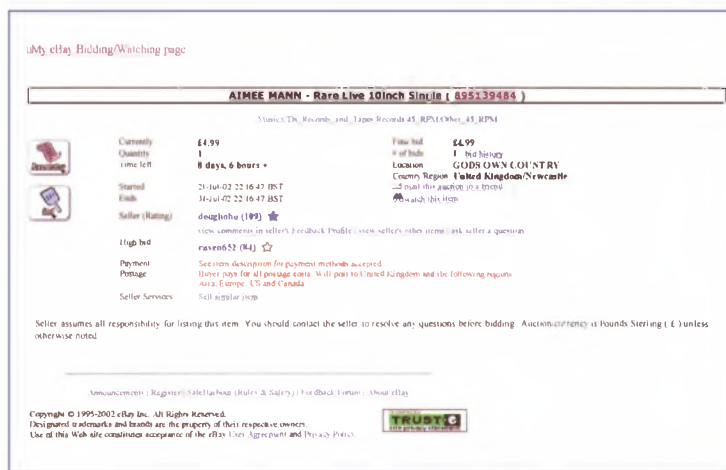 My eBay Bidding/Watching page
AIMEE MANN - Rare Live 10inch Single ( 895139484 )
Music:CDs, Records, and Tapes:Records:45_RPM:Other_45_RPM
Currently £4.99 First bid £4.99
Quantity 1 # of bids 1 bid history
Time left 8 days, 6 hours + Location GODS OWN COUNTRY
Country/Region United Kingdom/Newcastle
Started 21-Jul-02 22:16:47 BST mail this auction to a friend
Ends 31-Jul-02 22:16:47 BST watch this item
Seller (Rating) doughohu (109)
view comments in seller's Feedback Profile | view seller's other items | ask seller a question
High bid raven652 (84)
Payment See item description for payment methods accepted
Postage Buyer pays for all postage costs. Will post to United Kingdom and the following regions:
Asia, Europe, US and Canada
Seller Services Sell similar item
Description
Bid!
Seller assumes all responsibility for listing this item. You should contact the seller to resolve any questions before bidding. Auction currency is Pounds Sterling ( £ ) unless
otherwise noted
Announcements | Register | SafeHarbour (Rules & Safety) | Feedback Forum | About eBay
Copyright © 1995-2002 eBay Inc. All Rights Reserved.
Designated trademarks and brands are the property of their respective owners.
Use of this Web site constitutes acceptance of the eBay User Agreement and Privacy Policy.
TRUSTe
site privacy statement